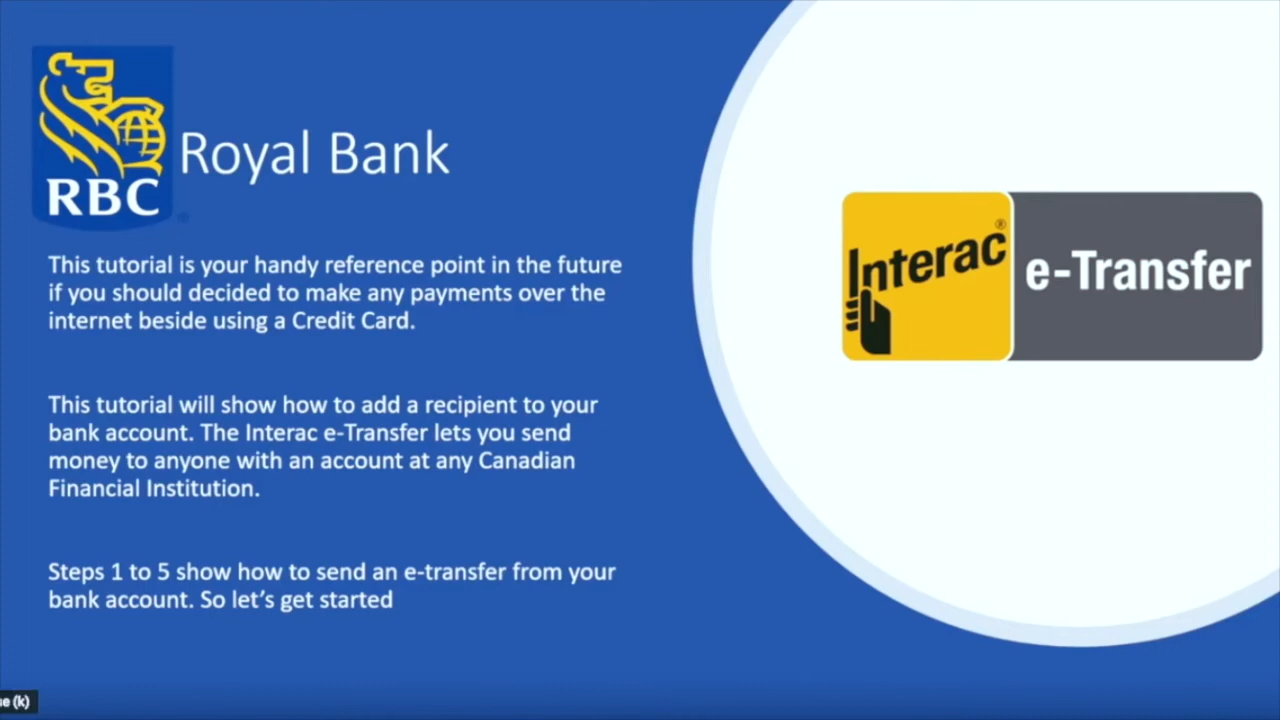 RBC
Royal Bank
This tutorial is your handy reference point in the future
if you should decided to make any payments over the
internet beside using a Credit Card.
This tutorial will show how to add a recipient to your
bank account. The Interac e-Transfer lets you send
money to anyone with an account at any Canadian
Financial Institution.
Steps 1 to 5 show how to send an e-transfer from your
bank account. So let's get started
Interac®
e-Transfer
(k)